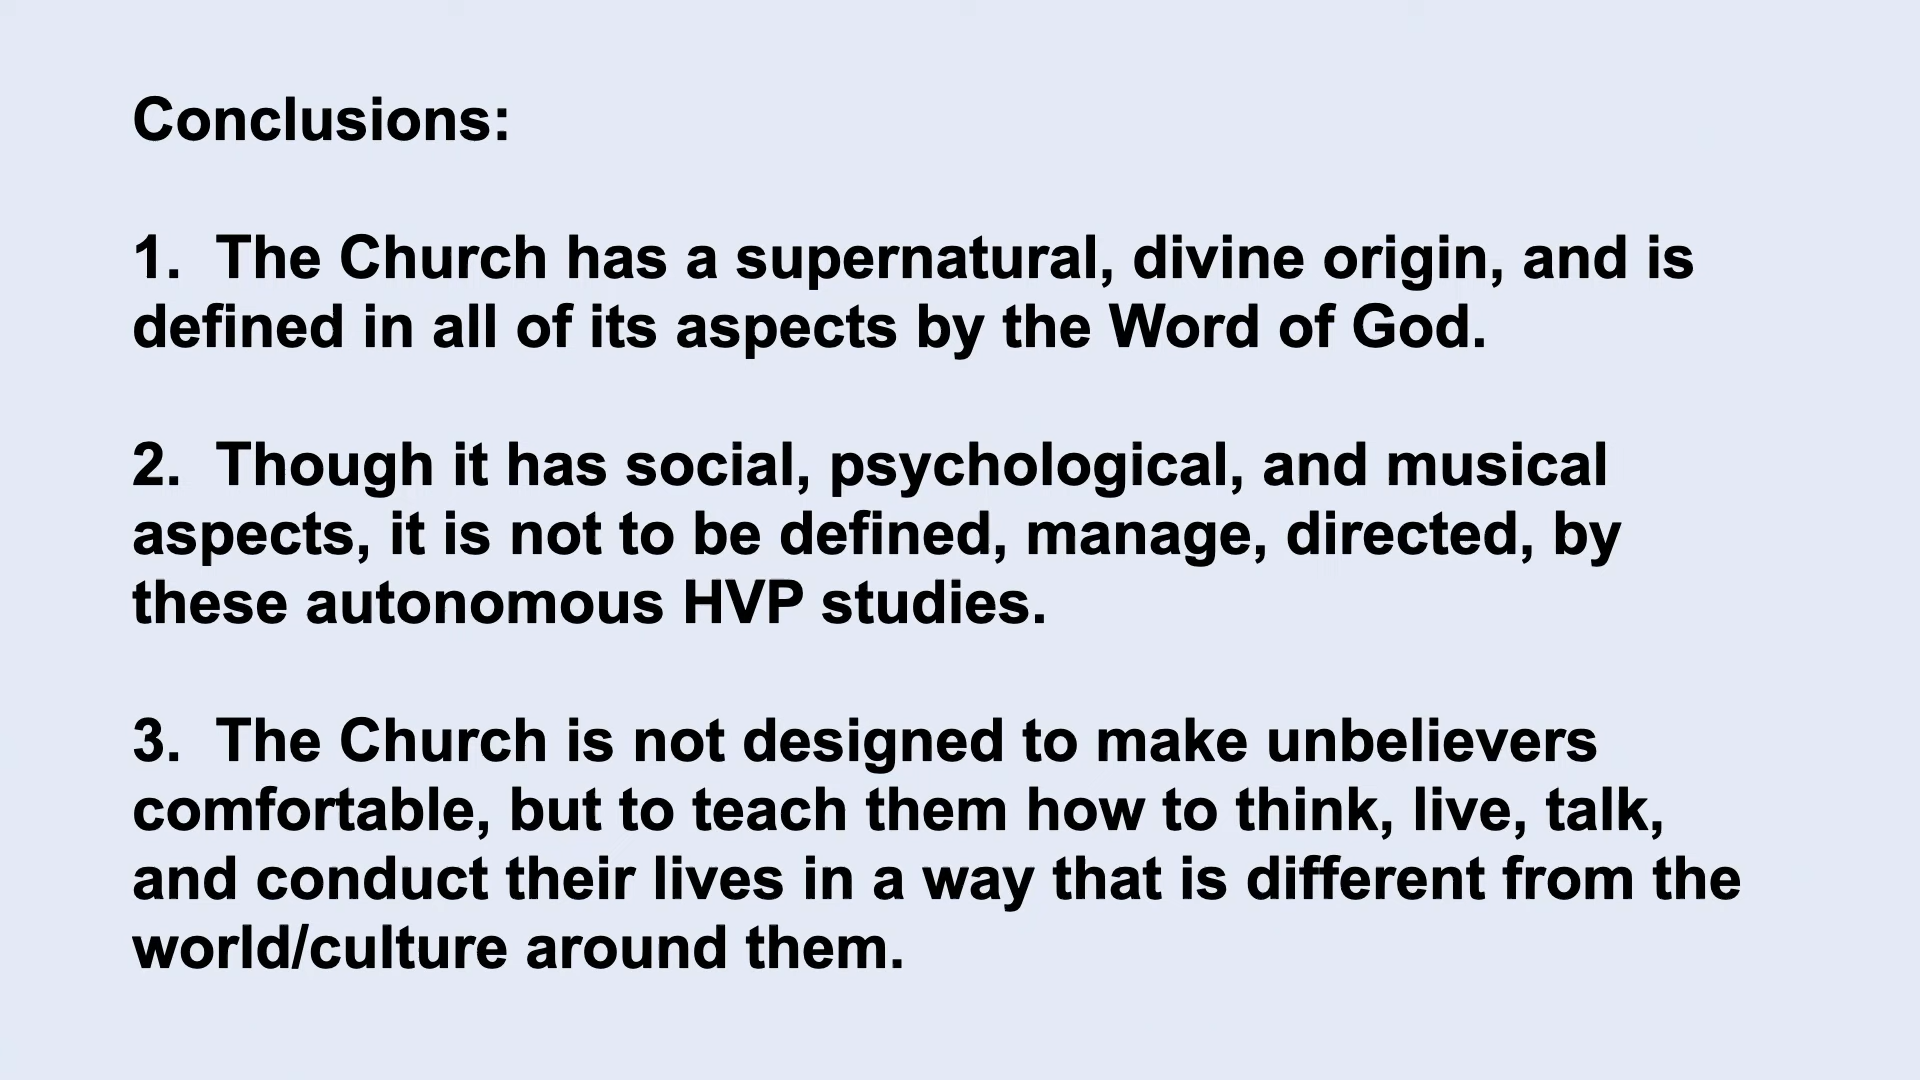 Conclusions:
1. The Church has a supernatural, divine origin, and is
defined in all of its aspects by the Word of God.
2. Though it has social, psychological, and musical
aspects, it is not to be defined, manage, directed, by
these autonomous HVP studies.
3. The Church is not designed to make unbelievers
comfortable, but to teach them how to think, live, talk,
and conduct their lives in a way that is different from the
world/culture around them.